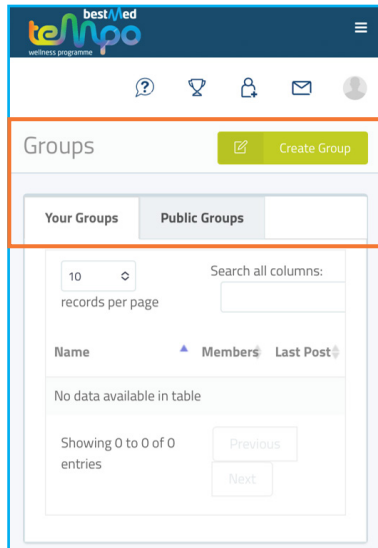 bestMed
tempo
wellness programme
Groups
Create Group
Your Groups Public Groups
10
records per page
Search all columns:
Name Members Last Post
No data available in table
Showing 0 to 0 of 0
entries
Previous
Next